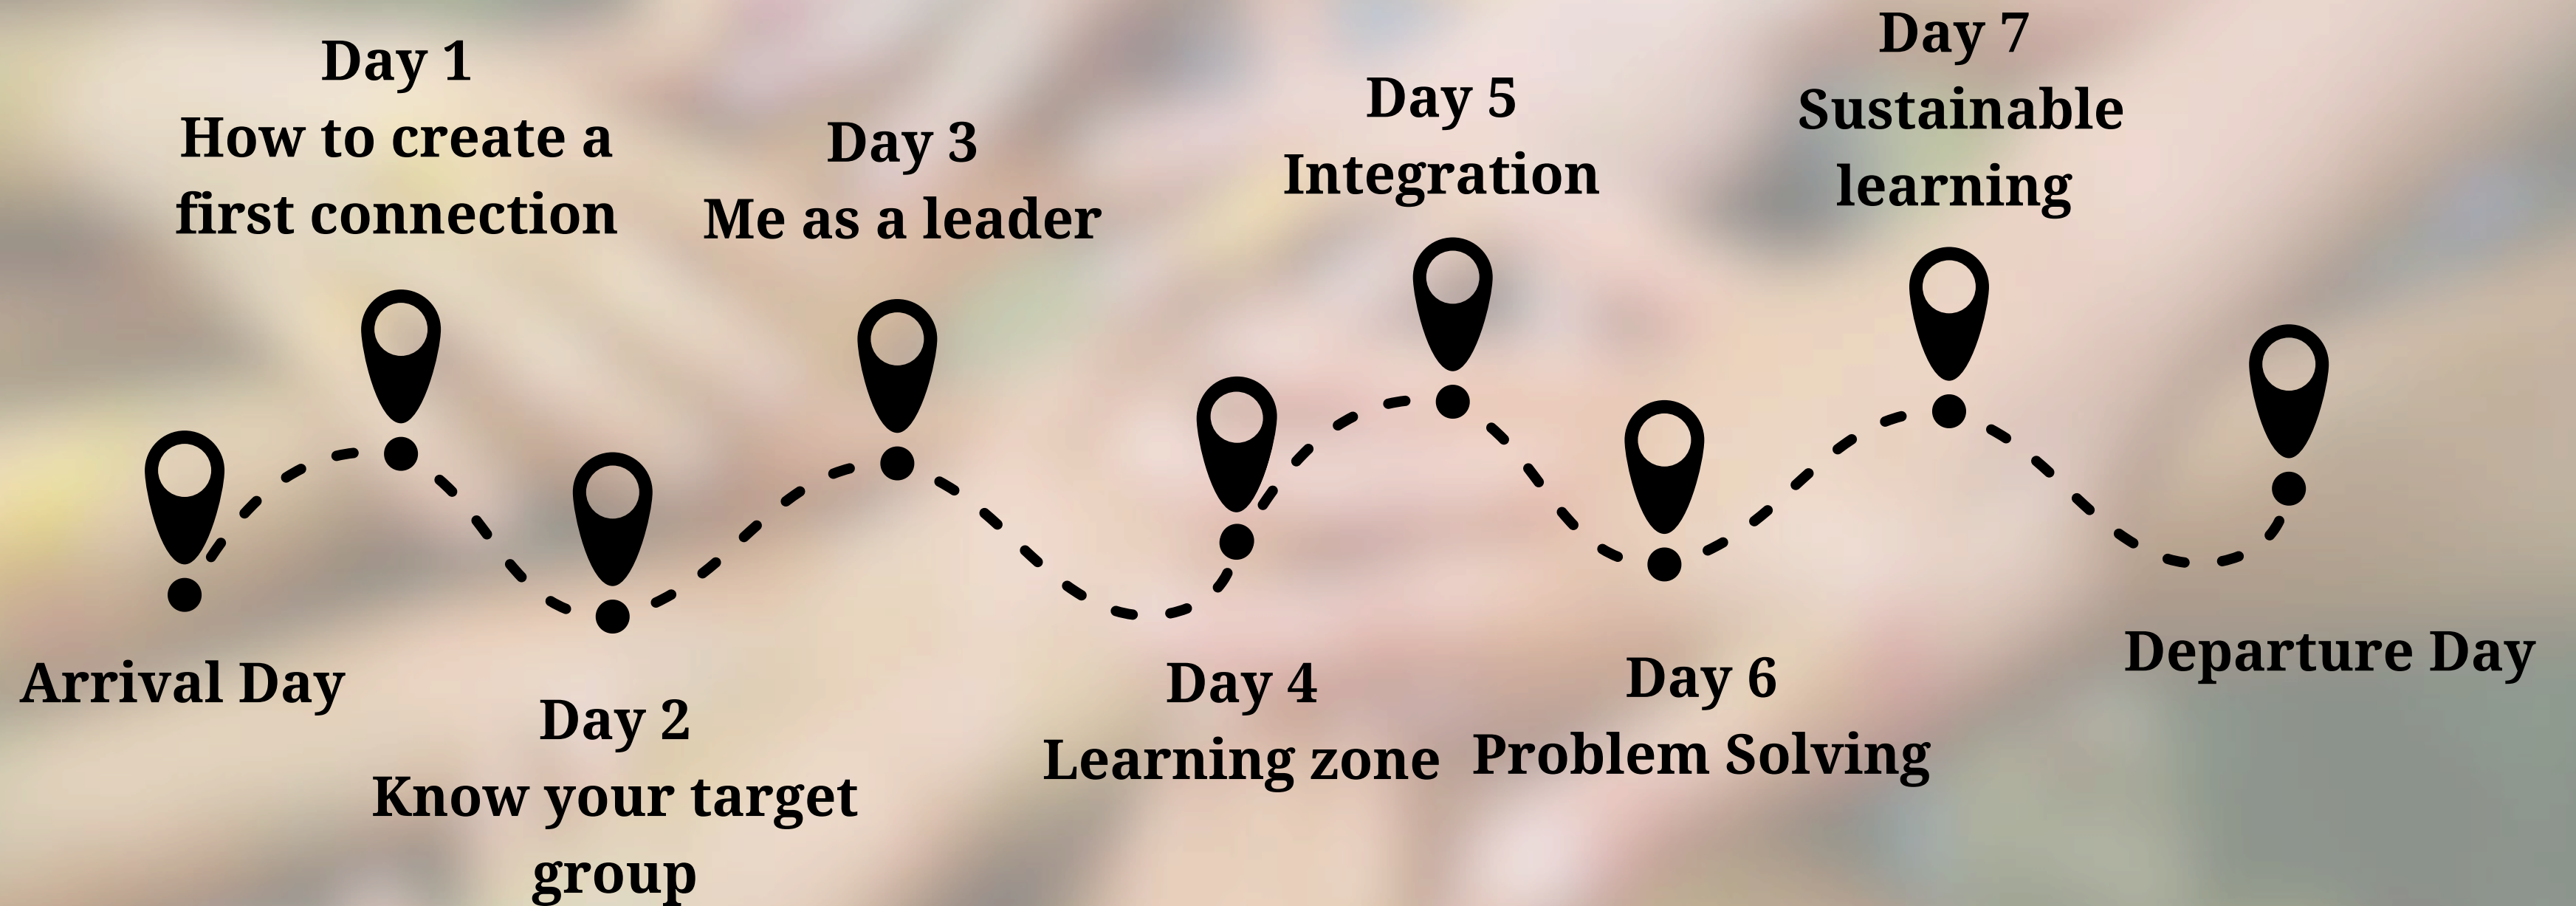 Arrival Day
Day 1
How to create a
first connection
Day 2
Know your target
group
Day 3
Me as a leader
Day 4
Learning zone
Day 5
Integration
Day 6
Problem Solving
Day 7
Sustainable
learning
Departure Day